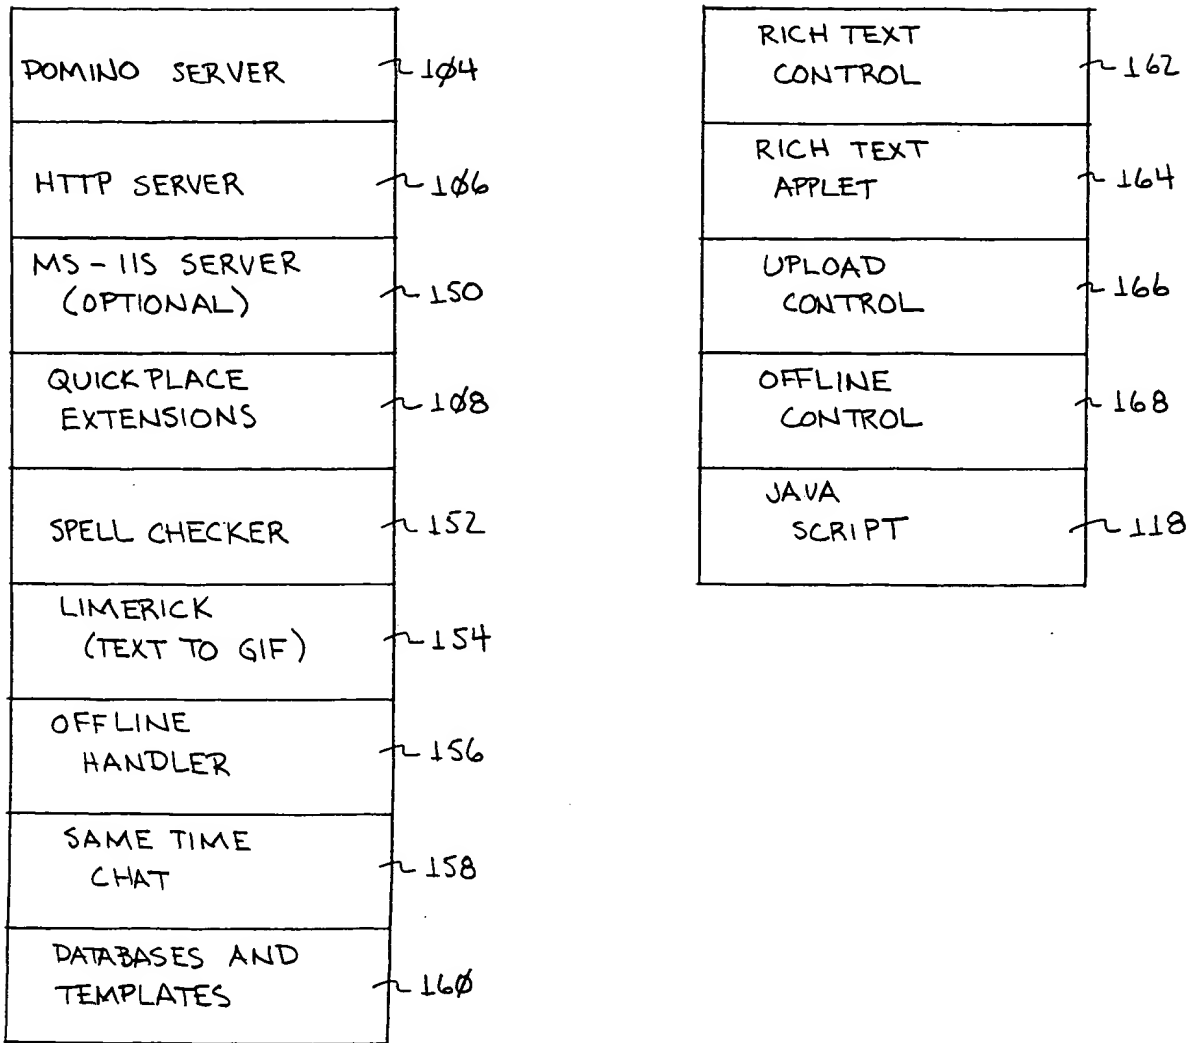 DOMINO SERVER 104
HTTP SERVER 106
MS-IIS SERVER
(OPTIONAL) 150
QUICKPLACE
EXTENSIONS 108
SPELL CHECKER 152
LIMERICK
(TEXT TO GIF) 154
OFFLINE
HANDLER 156
SAME TIME
CHAT 158
DATABASES AND
TEMPLATES 160
RICH TEXT
CONTROL 162
RICH TEXT
APPLET 164
UPLOAD
CONTROL 166
OFFLINE
CONTROL 168
JAVA
SCRIPT 118